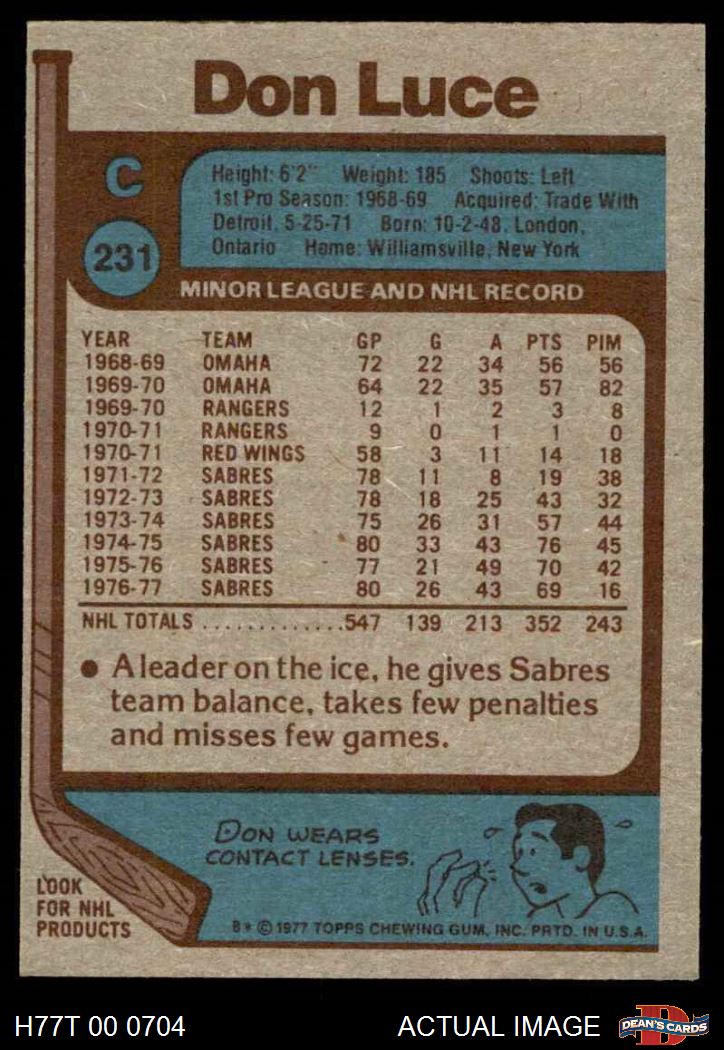 Don Luce
C
231
Height: 6'2" Weight: 185 Shoots: Left
1st Pro Season: 1968-69 Acquired: Trade With
Detroit, 5-25-71 Born: 10-2-48, London,
Ontario Home: Williamsville, New York
MINOR LEAGUE AND NHL RECORD
YEAR TEAM GP G A PTS PIM
1968-69 OMAHA 72 22 34 56 56
1969-70 OMAHA 64 22 35 57 82
1969-70 RANGERS 12 1 2 3 8
1970-71 RANGERS 9 0 1 1 0
1970-71 RED WINGS 58 3 11 14 18
1971-72 SABRES 78 11 8 19 38
1972-73 SABRES 78 18 25 43 32
1973-74 SABRES 75 26 31 57 44
1974-75 SABRES 80 33 43 76 45
1975-76 SABRES 77 21 49 70 42
1976-77 SABRES 80 26 43 69 16
NHL TOTALS .............547 139 213 352 243
● A leader on the ice, he gives Sabres
team balance, takes few penalties
and misses few games.
DON WEARS
CONTACT LENSES.
LOOK
FOR NHL
PRODUCTS
B* © 1977 TOPPS CHEWING GUM, INC. PRTD. IN U.S.A.
H77T 00 0704 ACTUAL IMAGE
D
DEAN'S CARDS